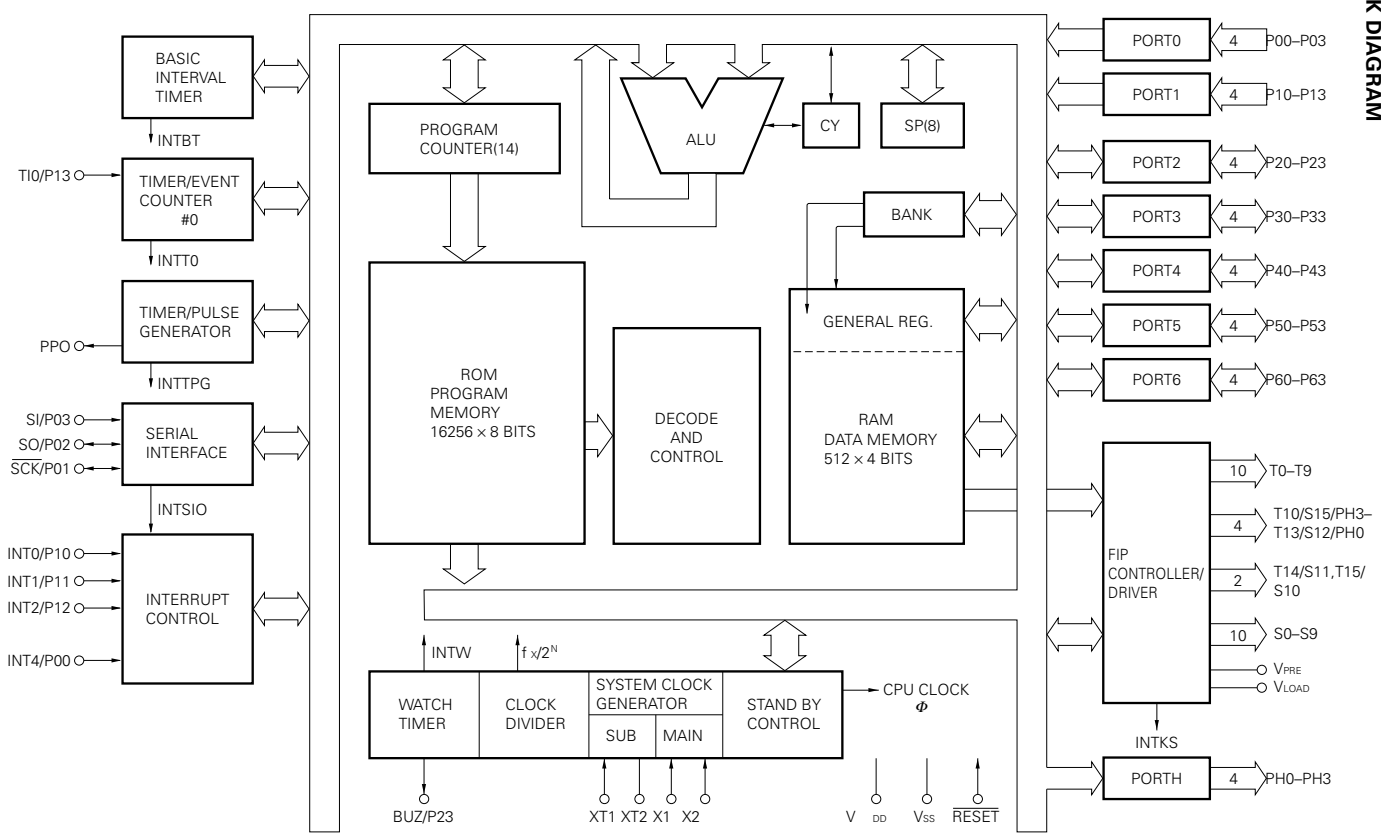 K DIAGRAM
BASIC
INTERVAL
TIMER
INTBT
TI0/P13
TIMER/EVENT
COUNTER
#0
INTT0
TIMER/PULSE
GENERATOR
PPO
INTTPG
SI/P03
SO/P02
SCK/P01
SERIAL
INTERFACE
INTSIO
INT0/P10
INT1/P11
INT2/P12
INT4/P00
INTERRUPT
CONTROL
PROGRAM
COUNTER(14)
ALU
CY
SP(8)
BANK
GENERAL REG.
ROM
PROGRAM
MEMORY
16256 × 8 BITS
DECODE
AND
CONTROL
RAM
DATA MEMORY
512 × 4 BITS
INTW
f X/2N
WATCH
TIMER
CLOCK
DIVIDER
SYSTEM CLOCK
GENERATOR
SUB
MAIN
STAND BY
CONTROL
CPU CLOCK
Φ
BUZ/P23
XT1 XT2 X1 X2
V DD
VSS
RESET
PORT0
4
P00–P03
PORT1
4
P10–P13
PORT2
4
P20–P23
PORT3
4
P30–P33
PORT4
4
P40–P43
PORT5
4
P50–P53
PORT6
4
P60–P63
FIP
CONTROLLER/
DRIVER
10
T0–T9
4
T10/S15/PH3–
T13/S12/PH0
2
T14/S11,T15/
S10
10
S0–S9
VPRE
VLOAD
INTKS
PORTH
4
PH0–PH3